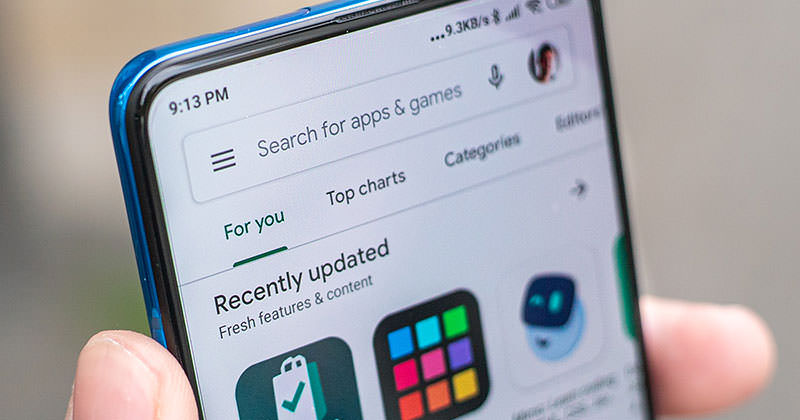 9:13 PM
...9.3KB/s
Search for apps & games
For you
Top charts
Categories
Editors
Recently updated
Fresh features & content